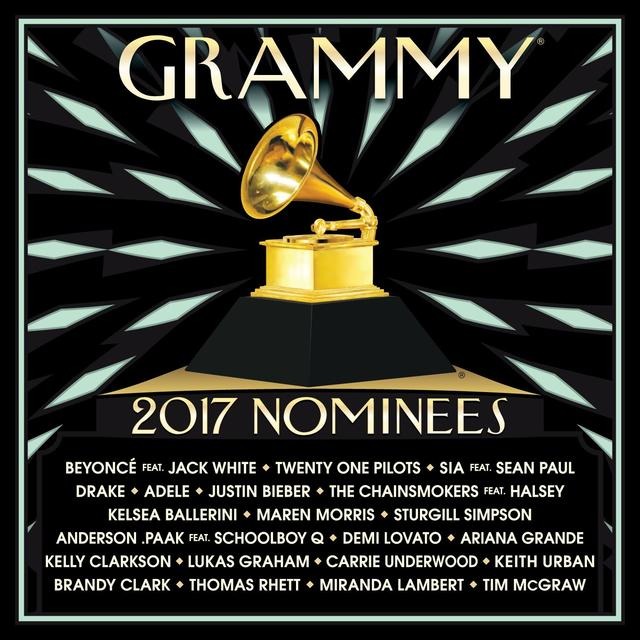 GRAMMY®
®
2017 NOMINEES
BEYONCÉ FEAT. JACK WHITE ◆ TWENTY ONE PILOTS ◆ SIA FEAT. SEAN PAUL
DRAKE ◆ ADELE ◆ JUSTIN BIEBER ◆ THE CHAINSMOKERS FEAT. HALSEY
KELSEA BALLERINI ◆ MAREN MORRIS ◆ STURGILL SIMPSON
ANDERSON .PAAK FEAT. SCHOOLBOY Q ◆ DEMI LOVATO ◆ ARIANA GRANDE
KELLY CLARKSON ◆ LUKAS GRAHAM ◆ CARRIE UNDERWOOD ◆ KEITH URBAN
BRANDY CLARK ◆ THOMAS RHETT ◆ MIRANDA LAMBERT ◆ TIM McGRAW